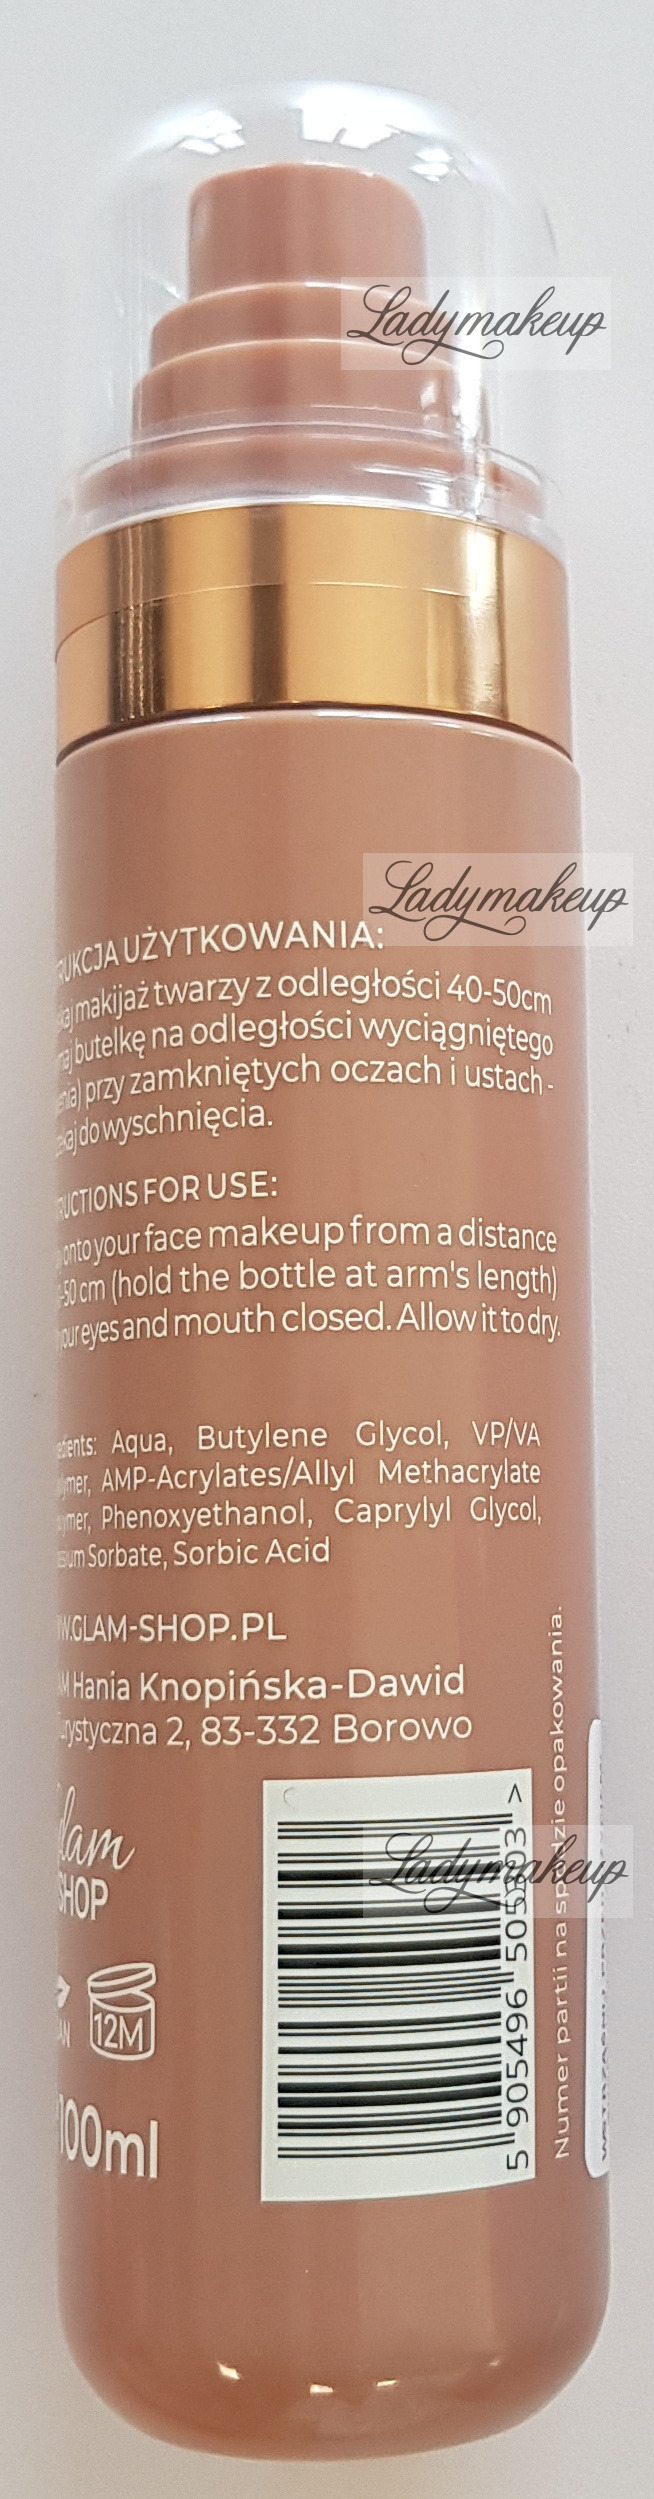 Ladymakeup
Ladymakeup
UŻYTKOWANIA:
makijaż twarzy z odległości 40-50cm
butelkę na odległości wyciągniętego
przy zamkniętych oczach i ustach -
do wyschnięcia.
FOR USE:
onto your face makeup from a distance
cm (hold the bottle at arm's length)
your eyes and mouth closed. Allow it to dry.
Aqua, Butylene Glycol, VP/VA
AMP-Acrylates/Allyl Methacrylate
Phenoxyethanol, Caprylyl Glycol,
Sorbate, Sorbic Acid
GLAM-SHOP.PL
Hania Knopińska-Dawid
2, 83-332 Borowo
SHOP
12M
100ml
Ladymakeup
5 905496 >
Numer partii na spodzie opakowania.